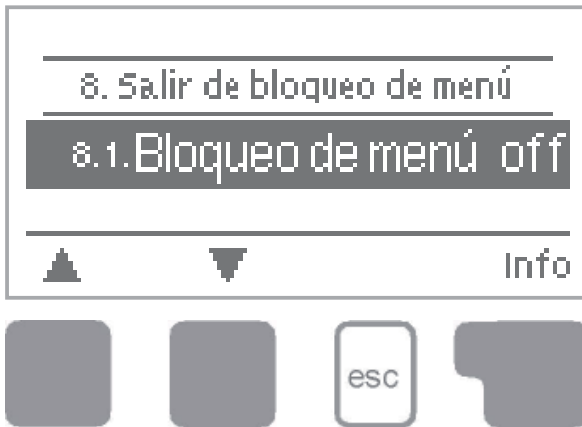 8. Salir de bloqueo de menú
8.1.Bloqueo de menú off
Info
esc